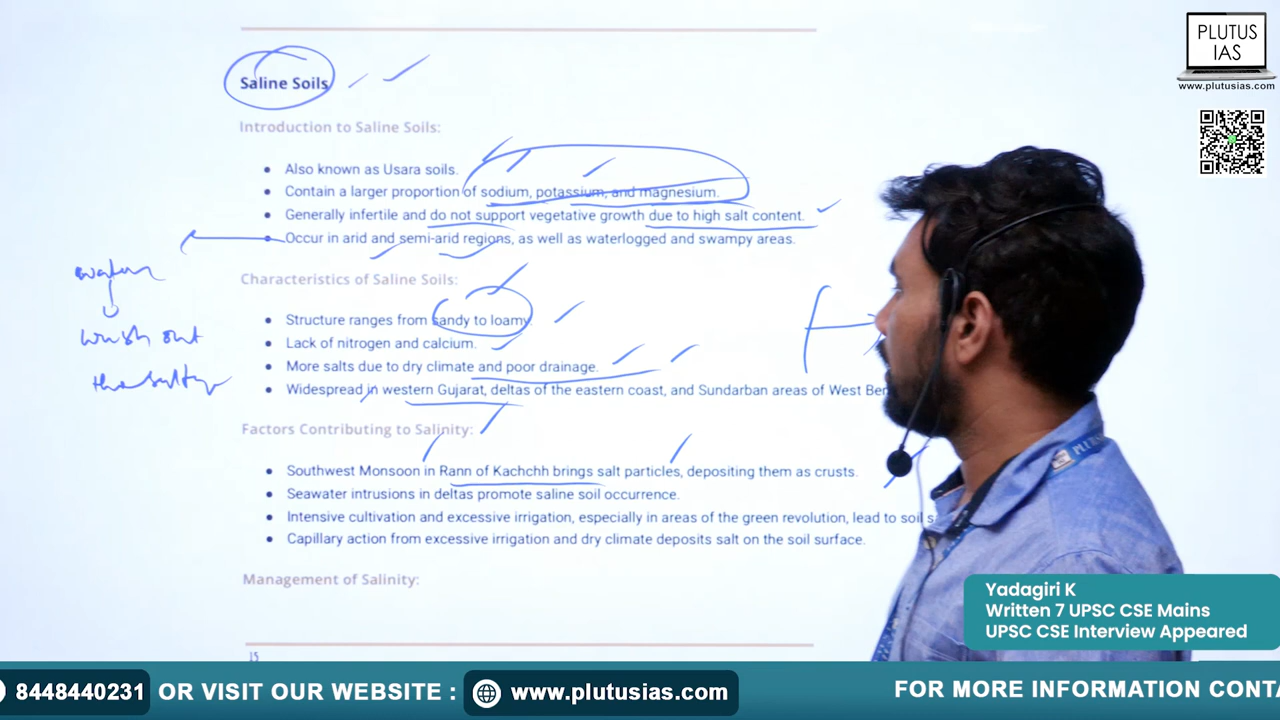 PLUTUS
IAS
www.plutusias.com
Saline Soils
Introduction to Saline Soils:
• Also known as Usara soils.
• Contain a larger proportion of sodium, potassium, and magnesium.
• Generally infertile and do not support vegetative growth due to high salt content.
• Occur in arid and semi-arid regions, as well as waterlogged and swampy areas.
water
wash out
the salty
Characteristics of Saline Soils:
• Structure ranges from sandy to loamy.
• Lack of nitrogen and calcium.
• More salts due to dry climate and poor drainage.
• Widespread in western Gujarat, deltas of the eastern coast, and Sundarban areas of West Ben
Factors Contributing to Salinity:
• Southwest Monsoon in Rann of Kachchh brings salt particles, depositing them as crusts.
• Seawater intrusions in deltas promote saline soil occurrence.
• Intensive cultivation and excessive irrigation, especially in areas of the green revolution, lead to soil s
• Capillary action from excessive irrigation and dry climate deposits salt on the soil surface.
Management of Salinity:
15
Yadagiri K
Written 7 UPSC CSE Mains
UPSC CSE Interview Appeared
8448440231 OR VISIT OUR WEBSITE : www.plutusias.com FOR MORE INFORMATION CONTA